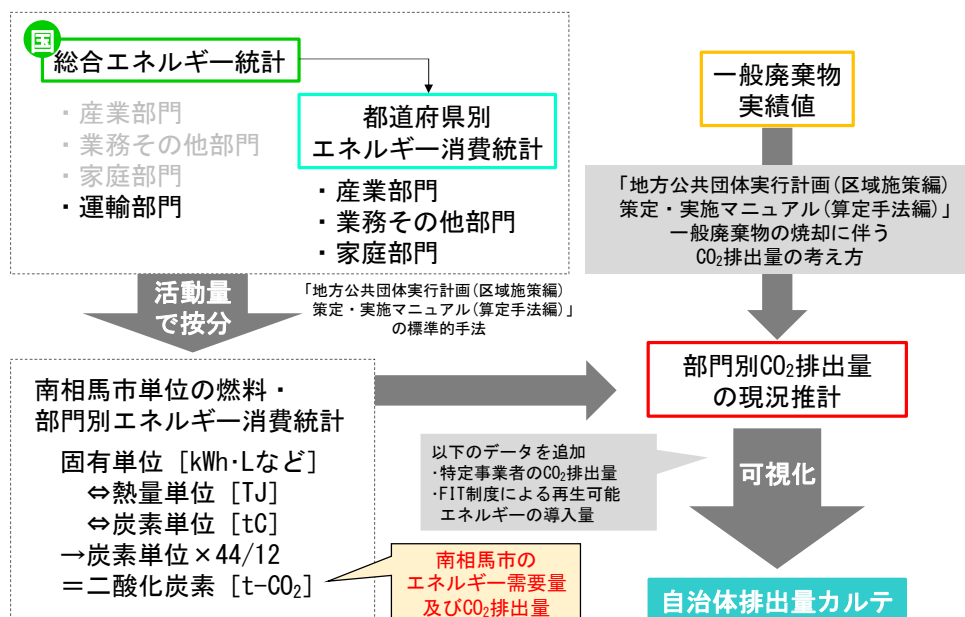 国
総合エネルギー統計
・産業部門
・業務その他部門
・家庭部門
・運輸部門
都道府県別
エネルギー消費統計
・産業部門
・業務その他部門
・家庭部門
活動量
で按分
「地方公共団体実行計画(区域施策編)
策定・実施マニュアル(算定手法編)」
の標準的手法
一般廃棄物
実績値
「地方公共団体実行計画(区域施策編)
策定・実施マニュアル(算定手法編)」
一般廃棄物の焼却に伴う
CO₂排出量の考え方
南相馬市単位の燃料・
部門別エネルギー消費統計
固有単位 [kWh・Lなど]
⇔熱量単位 [TJ]
⇔炭素単位 [tC]
→炭素単位×44/12
＝二酸化炭素 [t-CO₂]
南相馬市の
エネルギー需要量
及びCO₂排出量
部門別CO₂排出量
の現況推計
以下のデータを追加
・特定事業者のCO₂排出量
・FIT制度による再生可能
エネルギーの導入量
可視化
自治体排出量カルテ